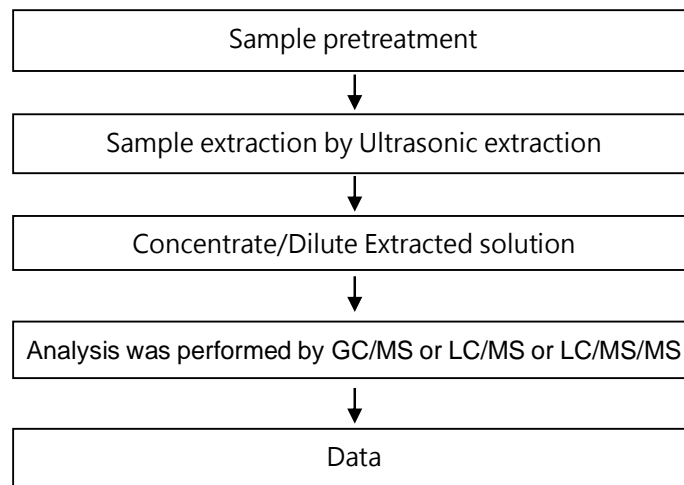 Sample pretreatment
Sample extraction by Ultrasonic extraction
Concentrate/Dilute Extracted solution
Analysis was performed by GC/MS or LC/MS or LC/MS/MS
Data